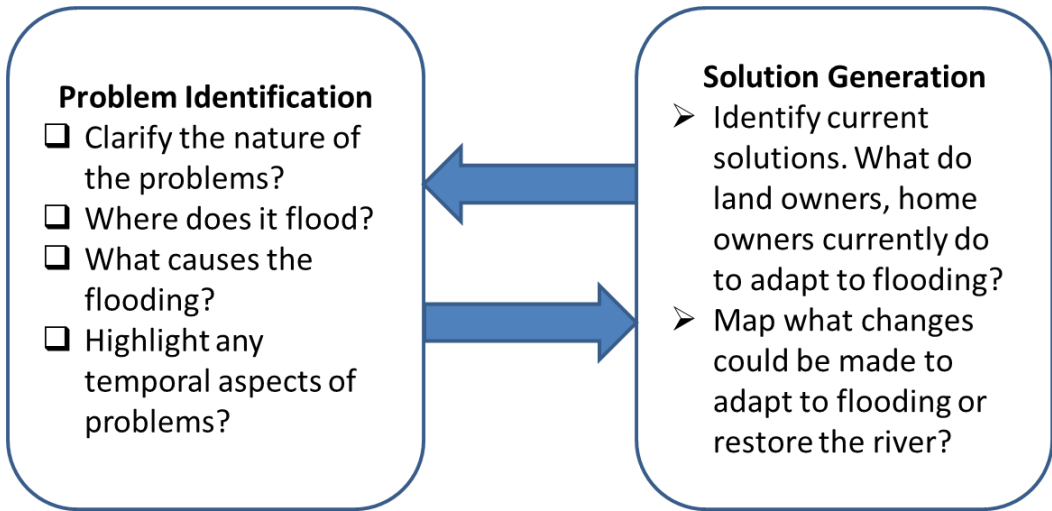 Problem Identification
❑ Clarify the nature of
the problems?
❑ Where does it flood?
❑ What causes the
flooding?
❑ Highlight any
temporal aspects of
problems?
Solution Generation
➢ Identify current
solutions. What do
land owners, home
owners currently do
to adapt to flooding?
➢ Map what changes
could be made to
adapt to flooding or
restore the river?